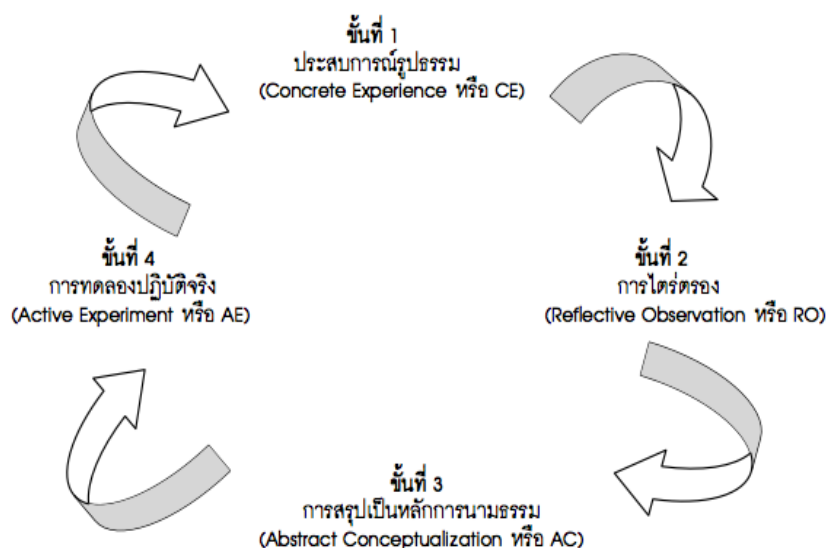 ขั้นที่ 1
ประสบการณ์รูปธรรม
(Concrete Experience หรือ CE)
ขั้นที่ 2
การไตร่ตรอง
(Reflective Observation หรือ RO)
ขั้นที่ 3
การสรุปเป็นหลักการนามธรรม
(Abstract Conceptualization หรือ AC)
ขั้นที่ 4
การทดลองปฏิบัติจริง
(Active Experiment หรือ AE)